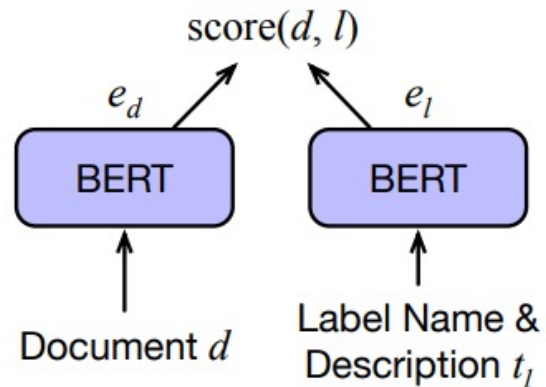 score(d, l)
e_d e_l
BERT BERT
Document d
Label Name &
Description t_l